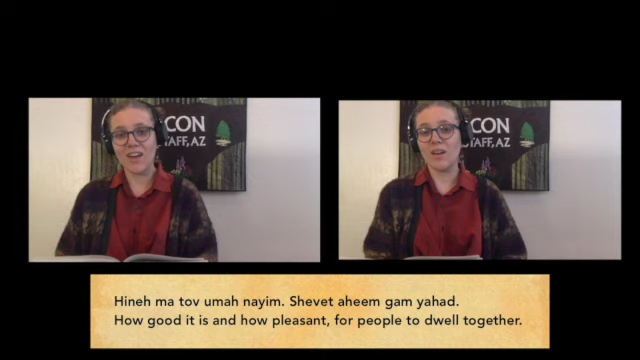 CON
STAFF, AZ
CON
STAFF, AZ
Hineh ma tov umah nayim. Shevet aheem gam yahad.
How good it is and how pleasant, for people to dwell together.